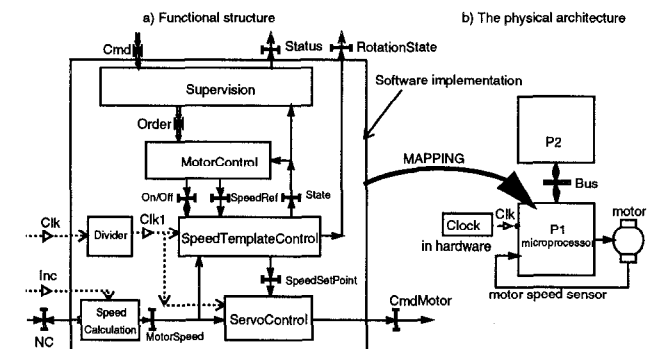 a) Functional structure
b) The physical architecture
Cmd
Status
RotationState
Supervision
Software implementation
Order
P2
MotorControl
MAPPING
Bus
On/Off
SpeedRef
State
Clk
Divider
Clk1
SpeedTemplateControl
Clock
Clk
P1
microprocessor
motor
in hardware
Inc
SpeedSetPoint
motor speed sensor
Speed
Calculation
NC
MotorSpeed
ServoControl
CmdMotor